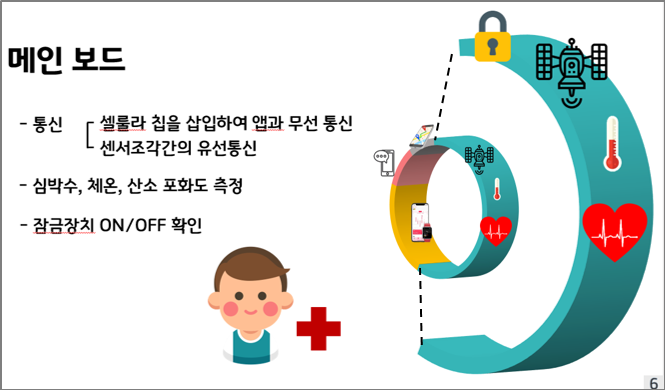 메인 보드
- 통신
셀룰라 칩을 삽입하여 앱과 무선 통신
센서조각간의 유선통신
- 심박수, 체온, 산소 포화도 측정
- 잠금장치 ON/OFF 확인
6